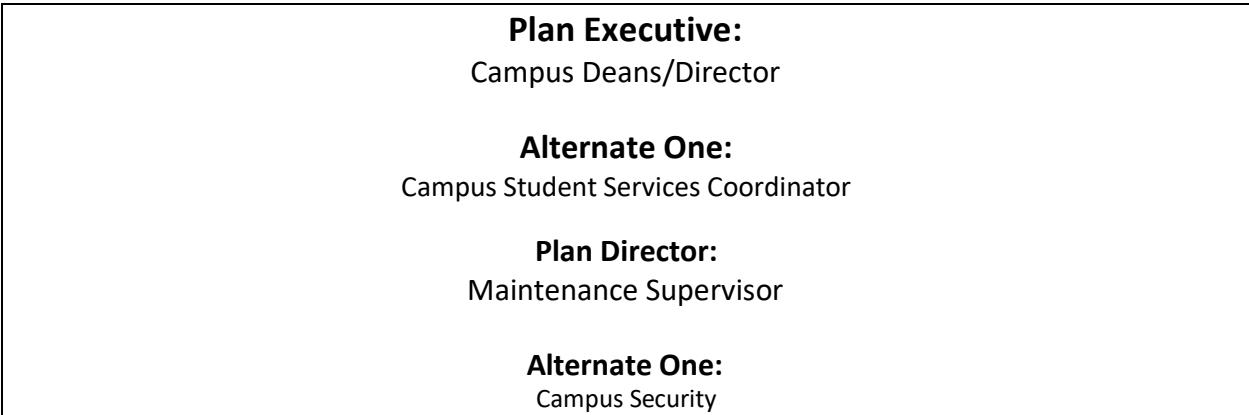 Plan Executive:
Campus Deans/Director
Alternate One:
Campus Student Services Coordinator
Plan Director:
Maintenance Supervisor
Alternate One:
Campus Security